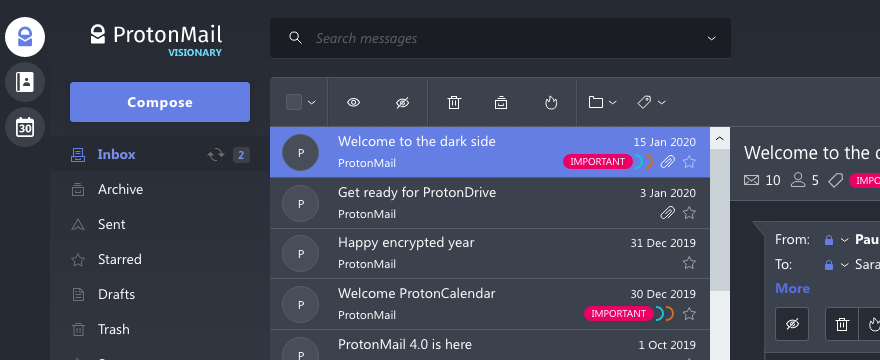 ProtonMail
VISIONARY
Search messages
30
Compose
Inbox
2
Archive
Sent
Starred
Drafts
Trash
P
Welcome to the dark side
15 Jan 2020
ProtonMail
IMPORTANT
P
Get ready for ProtonDrive
3 Jan 2020
ProtonMail
P
Happy encrypted year
31 Dec 2019
ProtonMail
P
Welcome ProtonCalendar
30 Dec 2019
ProtonMail
IMPORTANT
ProtonMail 4.0 is here
1 Oct 2019
Welcome to the
10
5
From:
To:
More